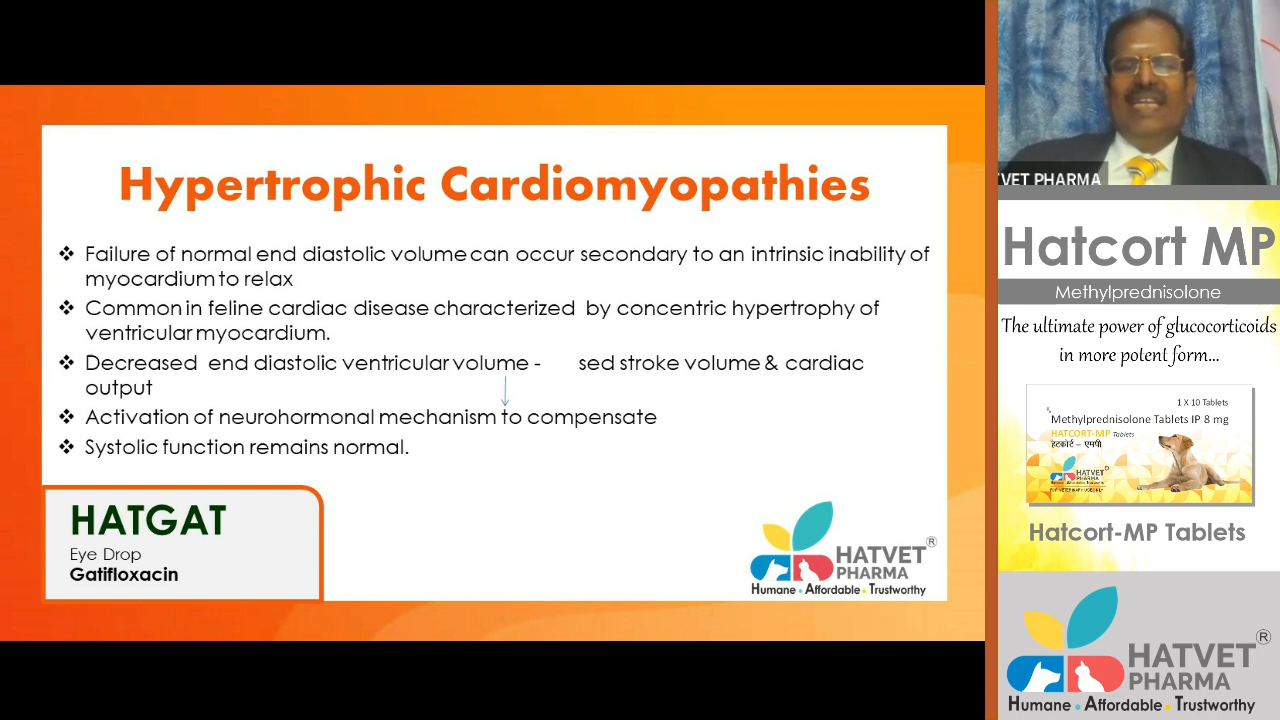 Hypertrophic Cardiomyopathies
❖ Failure of normal end diastolic volume can occur secondary to an intrinsic inability of
myocardium to relax
❖ Common in feline cardiac disease characterized by concentric hypertrophy of
ventricular myocardium.
❖ Decreased end diastolic ventricular volume - sed stroke volume & cardiac
output
❖ Activation of neurohormonal mechanism to compensate
❖ Systolic function remains normal.
HATGAT
Eye Drop
Gatifloxacin
HATVET®
PHARMA
Humane • Affordable • Trustworthy
VET PHARMA
Hatcort MP
Methylprednisolone
The ultimate power of glucocorticoids
in more potent form...
1 X 10 Tablets
Methylprednisolone Tablets IP 8 mg
HATCORT-MP Tablets
हेटकोर्ट – एमपी
HATVET
PHARMA
Hatcort-MP Tablets
HATVET®
PHARMA
Humane • Affordable • Trustworthy